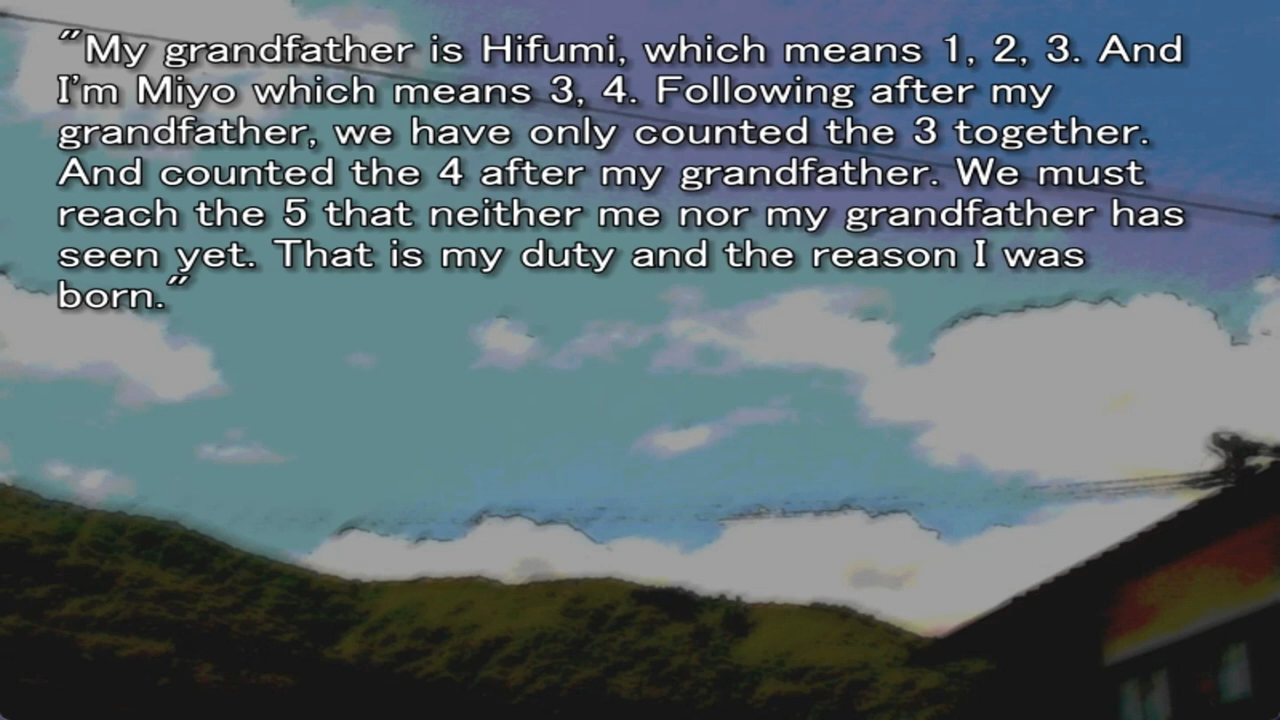 "My grandfather is Hifumi, which means 1, 2, 3. And
I'm Miyo which means 3, 4. Following after my
grandfather, we have only counted the 3 together.
And counted the 4 after my grandfather. We must
reach the 5 that neither me nor my grandfather has
seen yet. That is my duty and the reason I was
born."